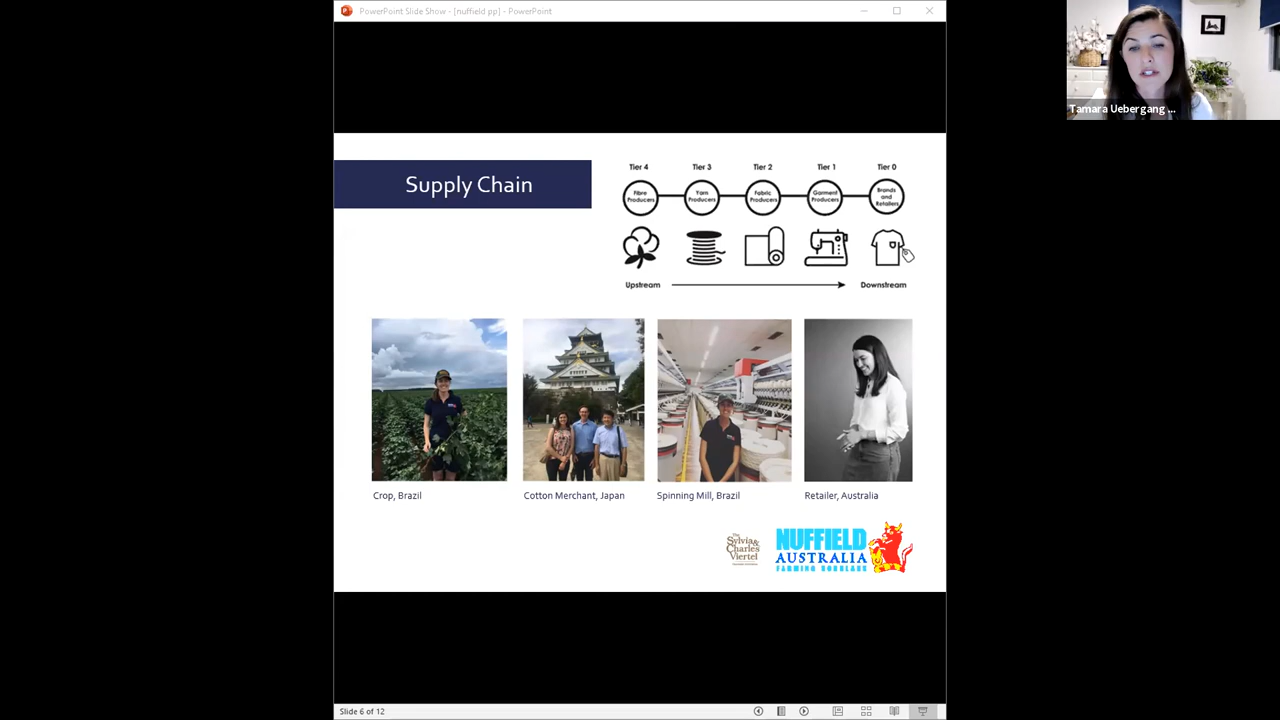 PowerPoint Slide Show - [nuffield pp] - PowerPoint
Tamara Uebergang ...
Supply Chain
Tier 4 Tier 3 Tier 2 Tier 1 Tier 0
Fibre Producers
Yarn Producers
Fabric Producers
Garment Producers
Brands and Retailers
Upstream Downstream
Crop, Brazil
Cotton Merchant, Japan
Spinning Mill, Brazil
Retailer, Australia
The
Sylvia &
Charles
Viertel
NUFFIELD
AUSTRALIA
Slide 6 of 12